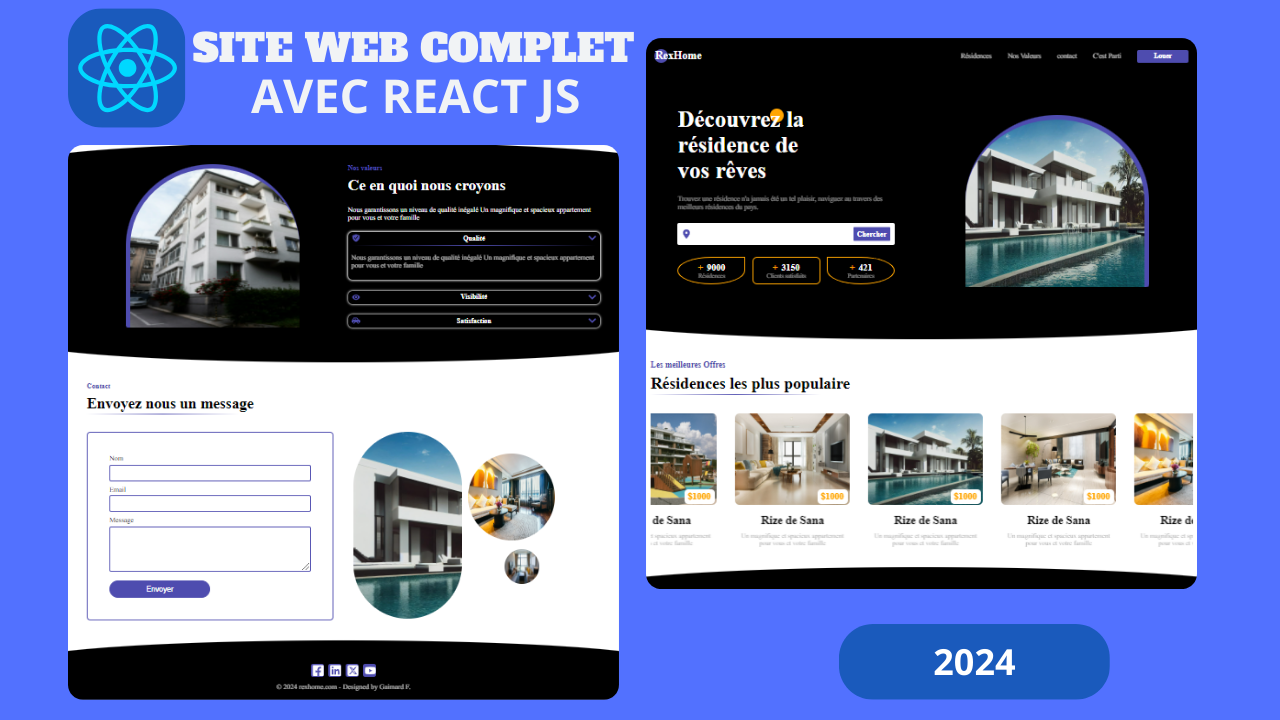 SITE WEB COMPLET
AVEC REACT JS
Nos valeurs
Ce en quoi nous croyons
Nous garantissons un niveau de qualité inégalé Un magnifique et spacieux appartement
pour vous et votre famille
Qualité
Nous garantissons un niveau de qualité inégalé Un magnifique et spacieux appartement
pour vous et votre famille
Visibilité
Satisfaction
Contact
Envoyez nous un message
Nom
Email
Message
Envoyer
© 2024 rexhome.com - Designed by Gaimard F.
RexHome
Résidences Nos Valeurs contact C'est Parti Louer
Découvrez la
résidence de
vos rêves
Trouver une résidence n'a jamais été un tel plaisir, naviguez au travers des
meilleurs résidences du pays.
Chercher
+ 9000 + 3150 + 421
Résidences Clients satisfaits Partenaires
Les meilleures Offres
Résidences les plus populaire
$1000 $1000 $1000 $1000
de Sana Rize de Sana Rize de Sana Rize de Sana Rize d
t spacieux appartement Un magnifique et spacieux appartement Un magnifique et spacieux appartement Un magnifique et spacieux appartement Un magnifique et sp
et votre famille pour vous et votre famille pour vous et votre famille pour vous et votre famille pour vous et v
2024